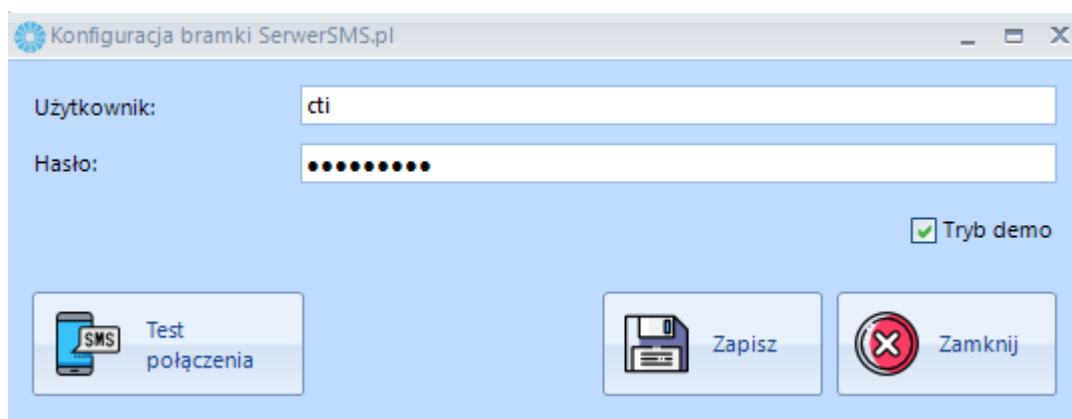 Konfiguracja bramki SerwerSMS.pl
Użytkownik:
cti
Hasło:
•••••••••
Tryb demo
SMS
Test
połączenia
Zapisz
Zamknij